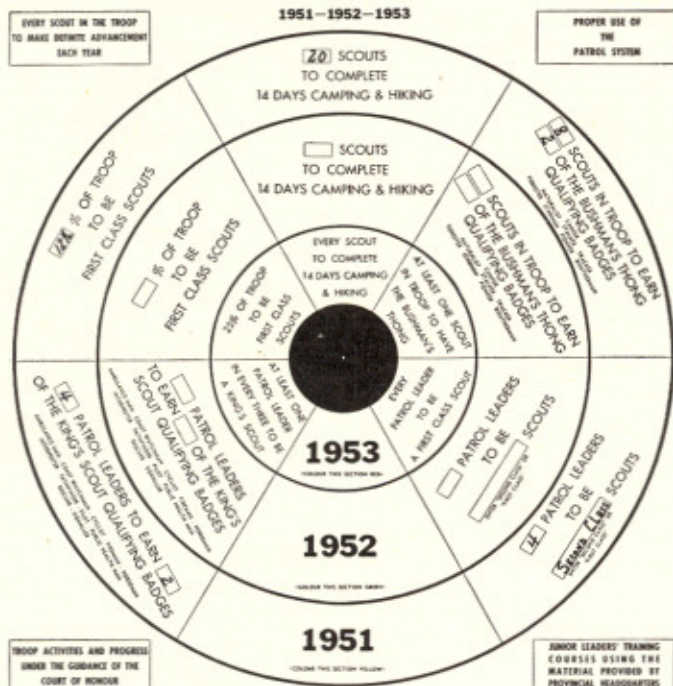 EVERY SCOUT IN THE TROOP
TO MAKE DEFINITE ADVANCEMENT
EACH YEAR
1951—1952—1953
PROPER USE OF
THE
PATROL SYSTEM
20 SCOUTS
TO COMPLETE
14 DAYS CAMPING & HIKING
% OF TROOP
TO BE
FIRST CLASS SCOUTS
SCOUTS IN TROOP TO EARN
OF THE BUSHMAN'S THONG
QUALIFYING BADGES
4 PATROL LEADERS TO EARN 2
OF THE KING'S SCOUT QUALIFYING BADGES
4 PATROL LEADERS
TO BE
SECOND CLASS SCOUTS
1951
SCOUTS
TO COMPLETE
14 DAYS CAMPING & HIKING
% OF TROOP
TO BE
FIRST CLASS SCOUTS
SCOUTS IN TROOP TO EARN
OF THE BUSHMAN'S THONG
QUALIFYING BADGES
PATROL LEADERS
TO EARN OF THE KING'S
SCOUT QUALIFYING BADGES
PATROL LEADERS
TO BE
SCOUTS
1952
EVERY SCOUT
TO COMPLETE
14 DAYS CAMPING
& HIKING
25% OF TROOP
TO BE
FIRST CLASS
SCOUTS
AT LEAST ONE SCOUT
IN TROOP TO HAVE
THE BUSHMAN'S
THONG
AT LEAST ONE
PATROL LEADER
IN EVERY THREE TO BE
A KING'S SCOUT
EVERY
PATROL LEADER
TO BE
A FIRST CLASS SCOUT
1953
TROOP ACTIVITIES AND PROGRESS
UNDER THE GUIDANCE OF THE
COURT OF HONOUR
JUNIOR LEADERS' TRAINING
COURSES USING THE
MATERIAL PROVIDED BY
PROVINCIAL HEADQUARTERS